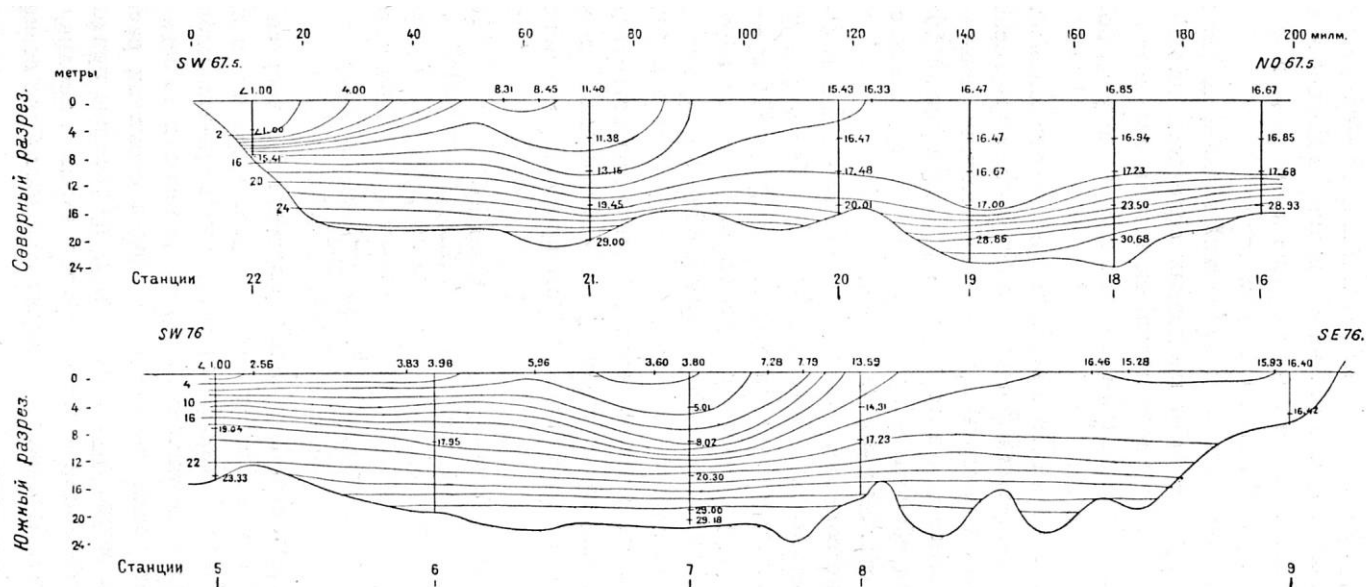 0 20 40 60 80 100 120 140 160 180 200 милм.
SW 67.5. NO 67.5
метры
∠ 1.00 4.00 8.31 8.45 11.40 15.43 16.33 16.47 16.85 16.67
0 -
4 -
2 ∠1.00 11.38 16.47 16.47 16.94 16.85
8 -
16 15.41 13.16 17.48 16.67 17.23 17.68
12 -
20
16 -
24 19.45 20.01 17.00 23.50 28.93
20 -
29.00 28.66 30.68
24 -
Северный разрез.
Станции 22 21. 20 19 18 16
SW 76 SE 76.
∠ 1.00 2.56 3.83 3.98 5.96 3.60 3.80 7.28 7.79 13.59 16.46 15.28 15.93 16.40
0 -
4
4 -
10 5.01 14.31
16 16.42
8 -
19.04 17.95 8.02 17.23
12 -
22
23.33 20.30
16 -
29.00
20 -
29.18
24 -
Южный разрез.
Станции 5 6 7 8 9